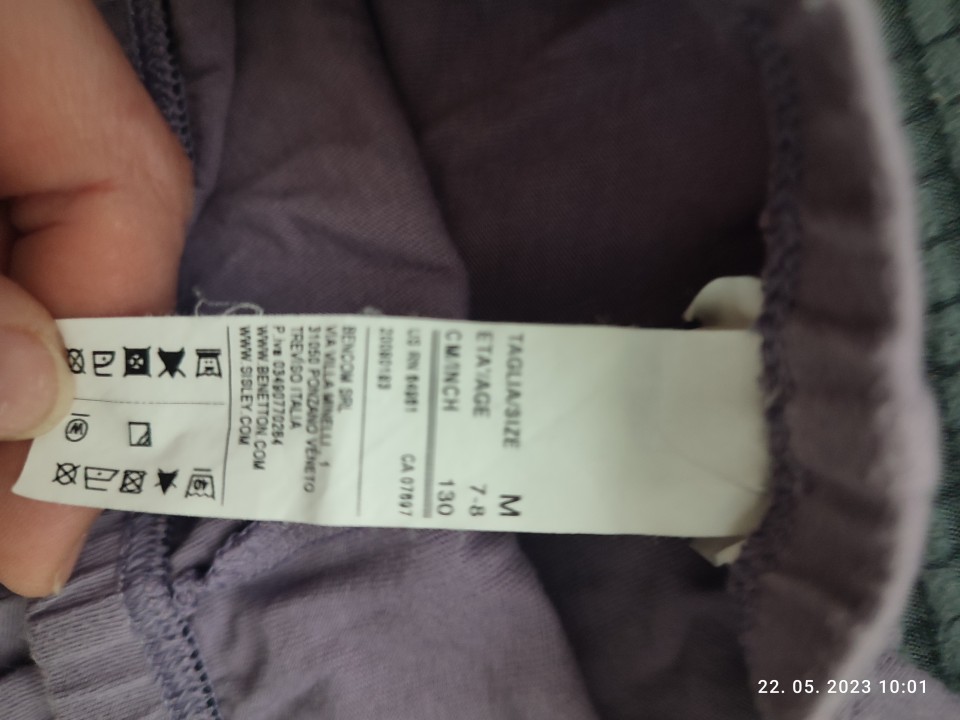 TAGLIA/SIZE M
ETA'/AGE 7-8
CM/INCH 130
US RN 84981 CA 07697
BENCOM SRL
VIA VILLA MINELLI, 1
31050 PONZANO VENETO
TREVISO ITALIA
P.iva 03490770264
WWW.BENETTON.COM
WWW.SISLEY.COM
22. 05. 2023 10:01